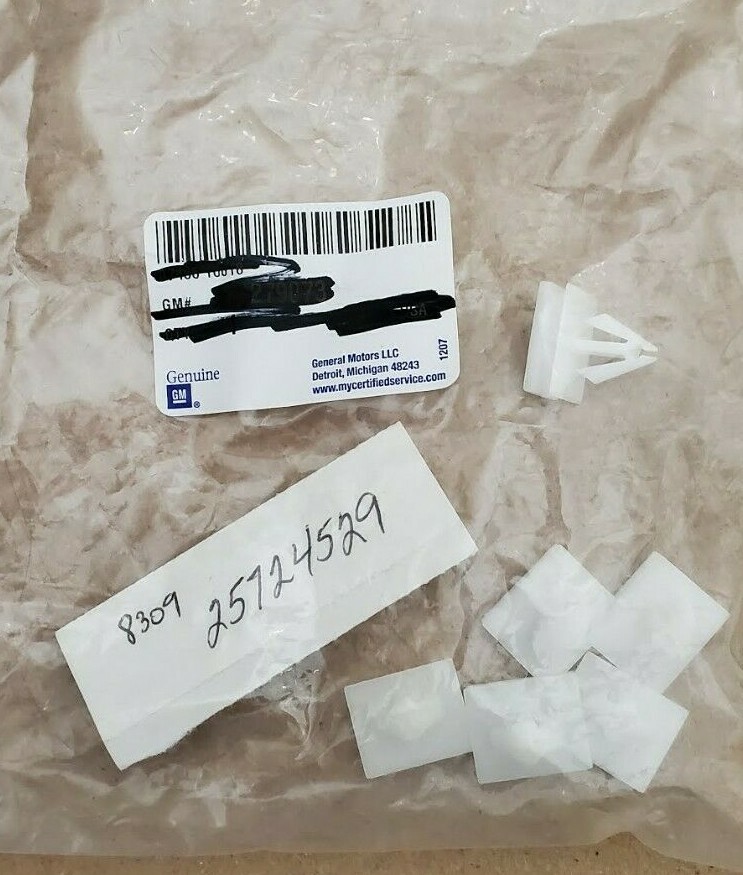 GM#
Genuine
GM ®
General Motors LLC
Detroit, Michigan 48243
www.mycertifiedservice.com
1207
8309 25724529